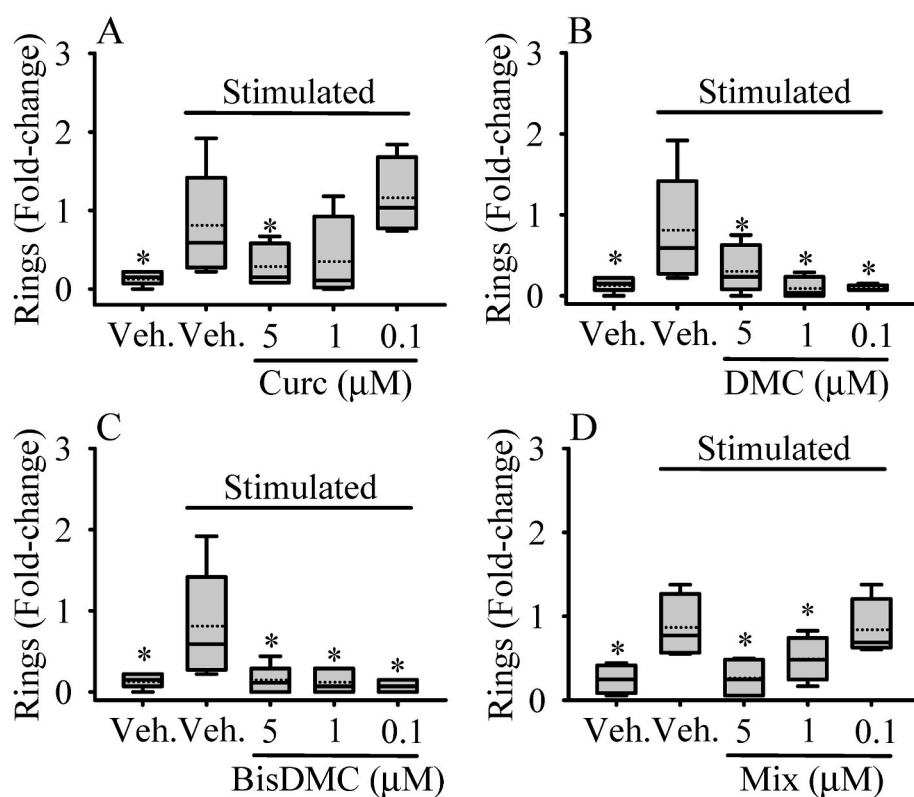 A
Rings (Fold-change)
3
2
1
0
Stimulated
*
*
Veh. Veh. 5 1 0.1
Curc (μM)
B
Rings (Fold-change)
3
2
1
0
Stimulated
*
*
*
*
Veh. Veh. 5 1 0.1
DMC (μM)
C
Rings (Fold-change)
3
2
1
0
Stimulated
*
*
*
*
Veh. Veh. 5 1 0.1
BisDMC (μM)
D
Rings (Fold-change)
3
2
1
0
Stimulated
*
*
*
Veh. Veh. 5 1 0.1
Mix (μM)